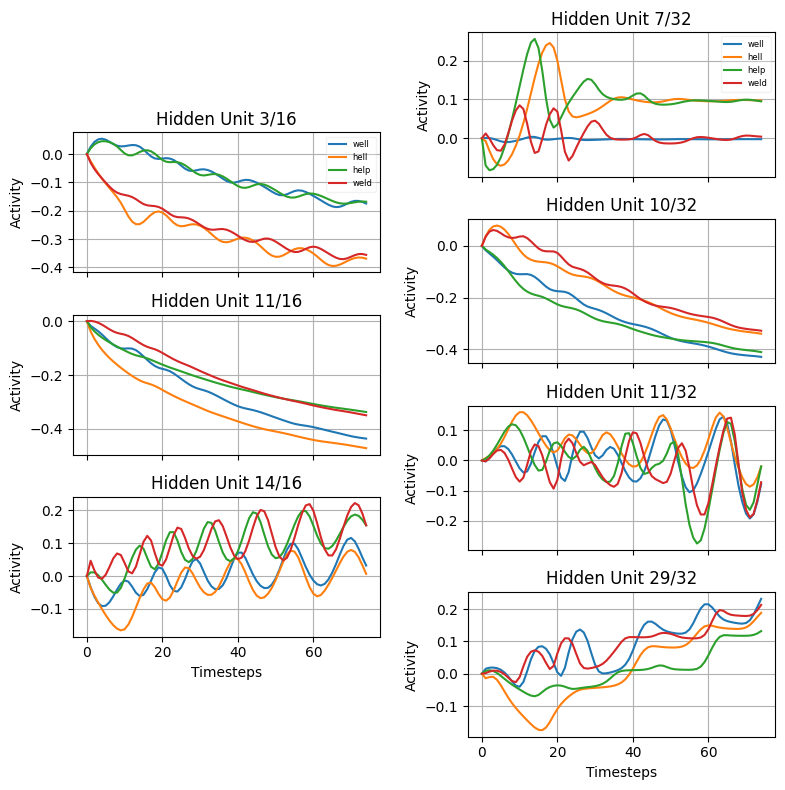 Hidden Unit 3/16
Activity
0.0
−0.1
−0.2
−0.3
−0.4
well
hell
help
weld
Hidden Unit 11/16
Activity
0.0
−0.2
−0.4
Hidden Unit 14/16
Activity
0.2
0.1
0.0
−0.1
0
20
40
60
Timesteps
Hidden Unit 7/32
Activity
0.2
0.1
0.0
well
hell
help
weld
Hidden Unit 10/32
Activity
0.0
−0.2
−0.4
Hidden Unit 11/32
Activity
0.1
0.0
−0.1
−0.2
Hidden Unit 29/32
Activity
0.2
0.1
0.0
−0.1
0
20
40
60
Timesteps